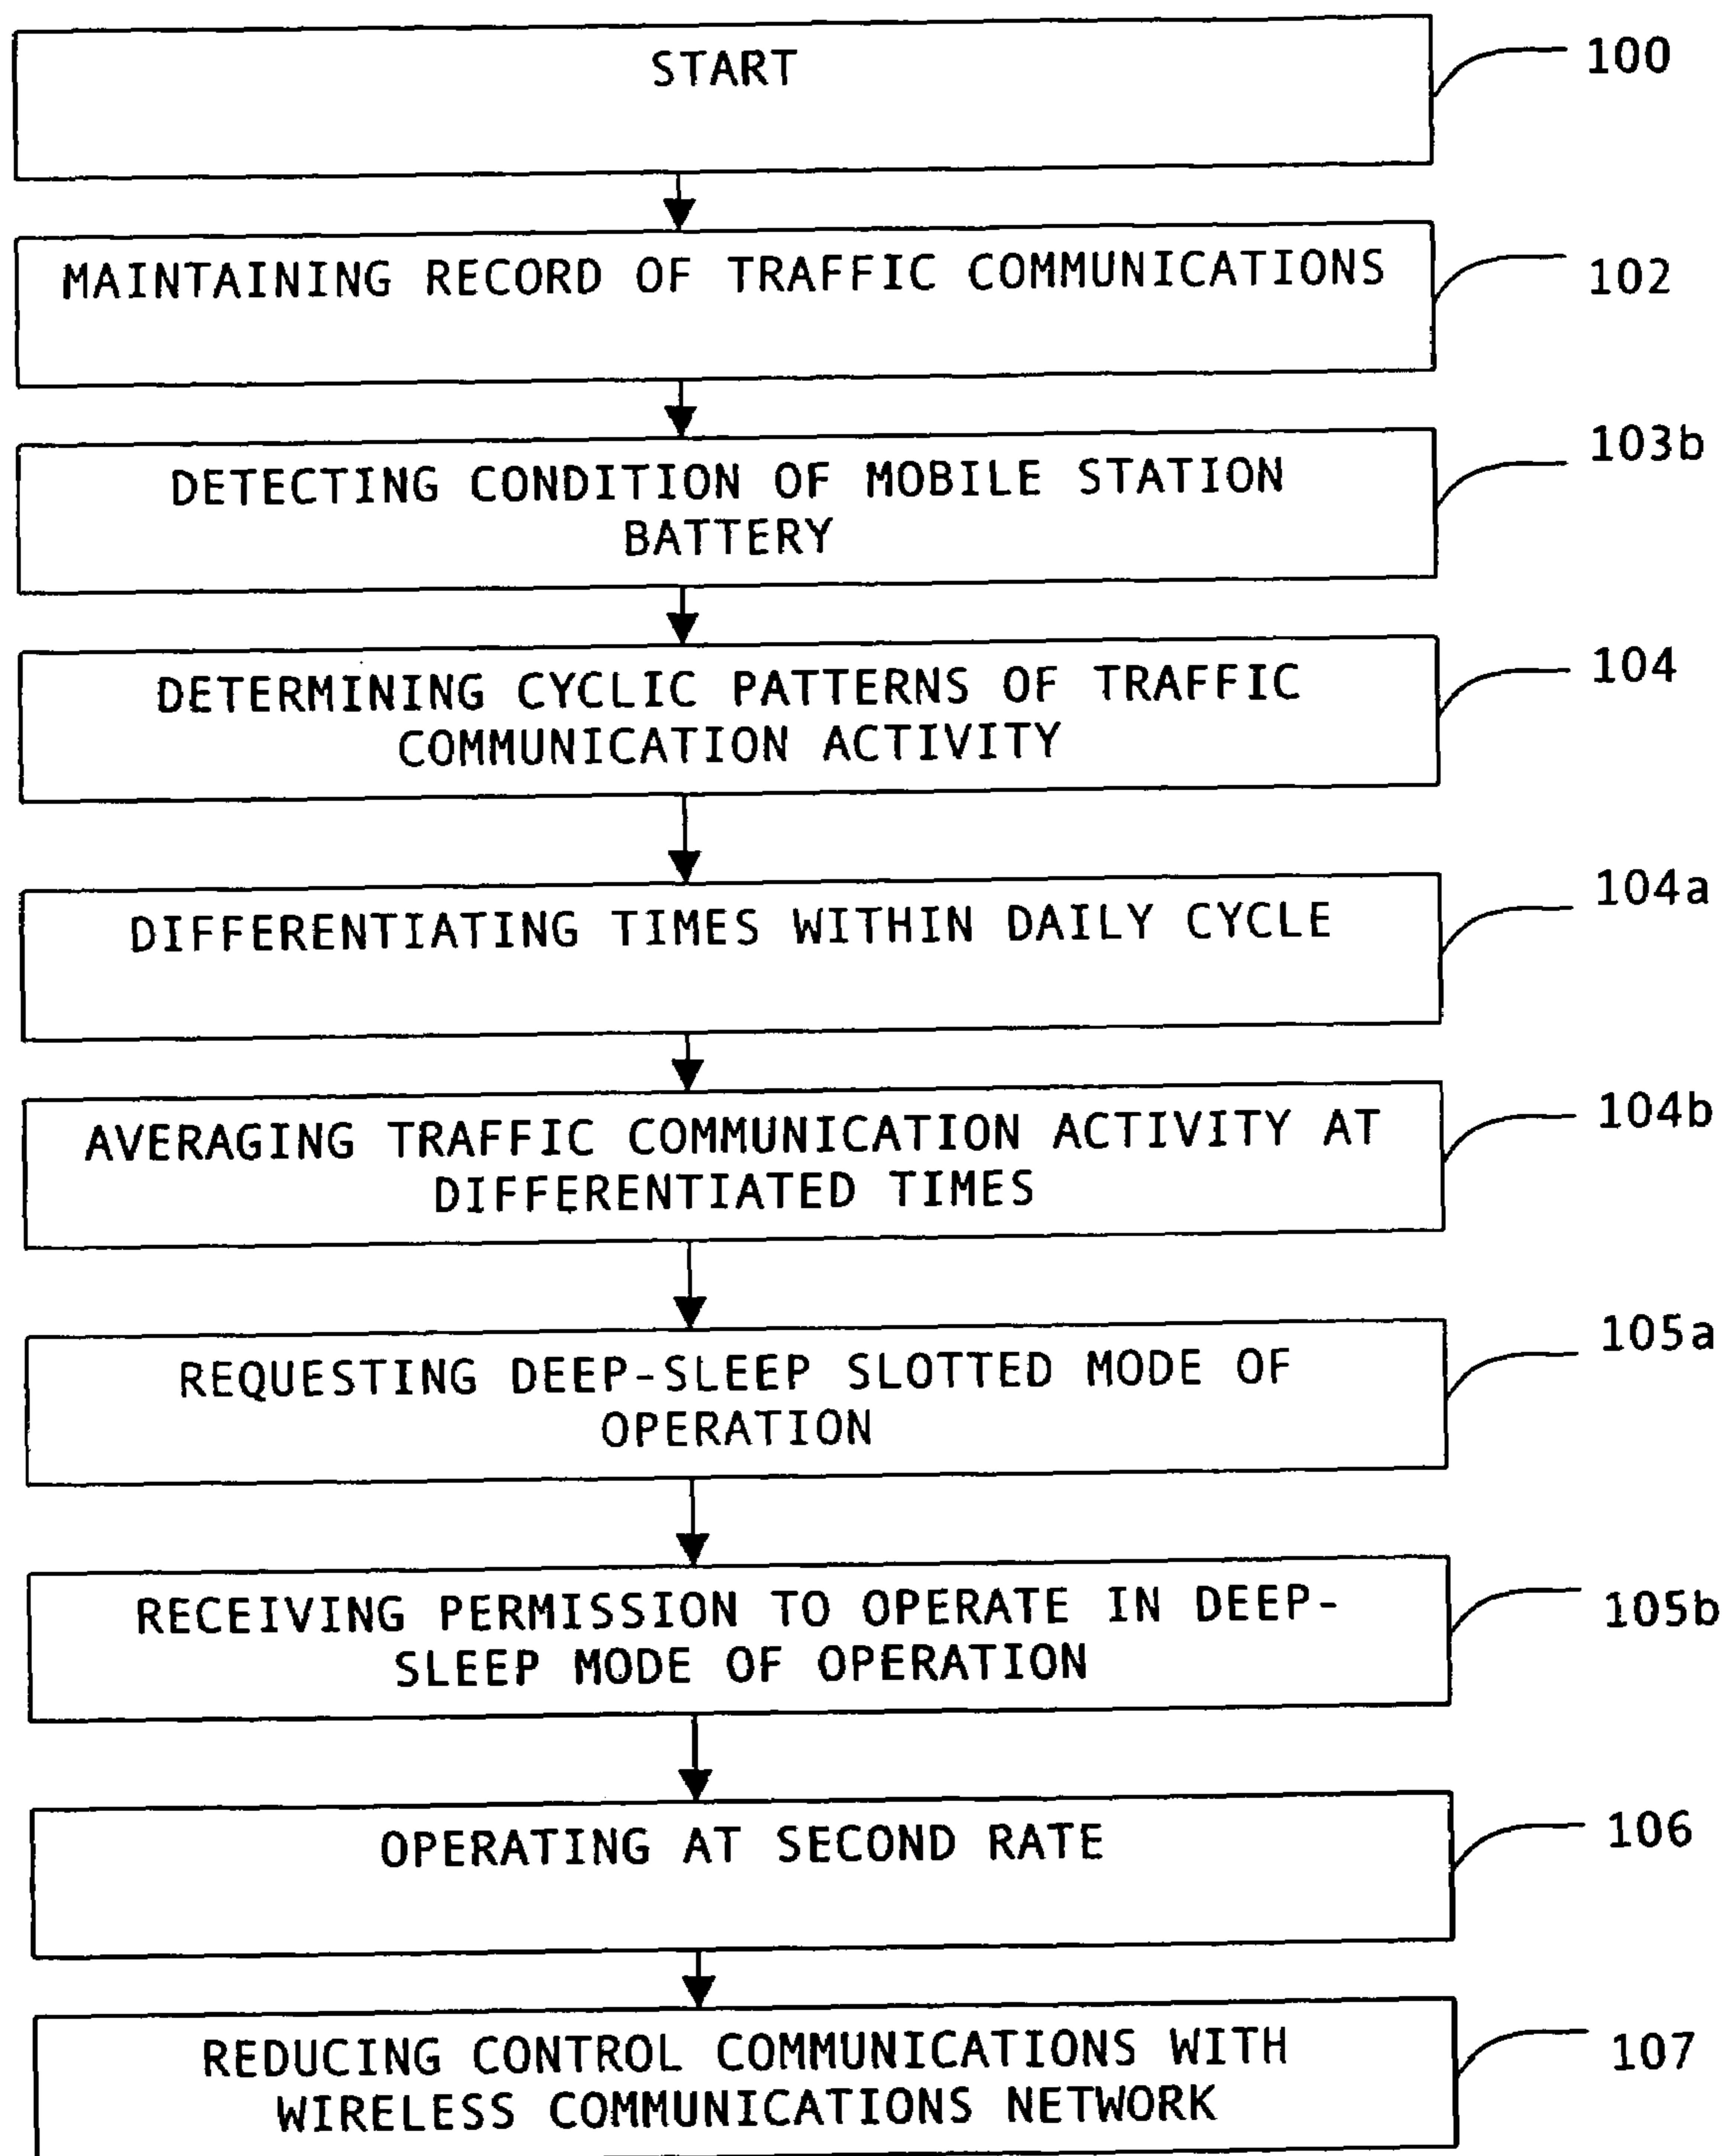 START
100
MAINTAINING RECORD OF TRAFFIC COMMUNICATIONS
102
DETECTING CONDITION OF MOBILE STATION
BATTERY
103b
DETERMINING CYCLIC PATTERNS OF TRAFFIC
COMMUNICATION ACTIVITY
104
DIFFERENTIATING TIMES WITHIN DAILY CYCLE
104a
AVERAGING TRAFFIC COMMUNICATION ACTIVITY AT
DIFFERENTIATED TIMES
104b
REQUESTING DEEP-SLEEP SLOTTED MODE OF
OPERATION
105a
RECEIVING PERMISSION TO OPERATE IN DEEP-
SLEEP MODE OF OPERATION
105b
OPERATING AT SECOND RATE
106
REDUCING CONTROL COMMUNICATIONS WITH
WIRELESS COMMUNICATIONS NETWORK
107